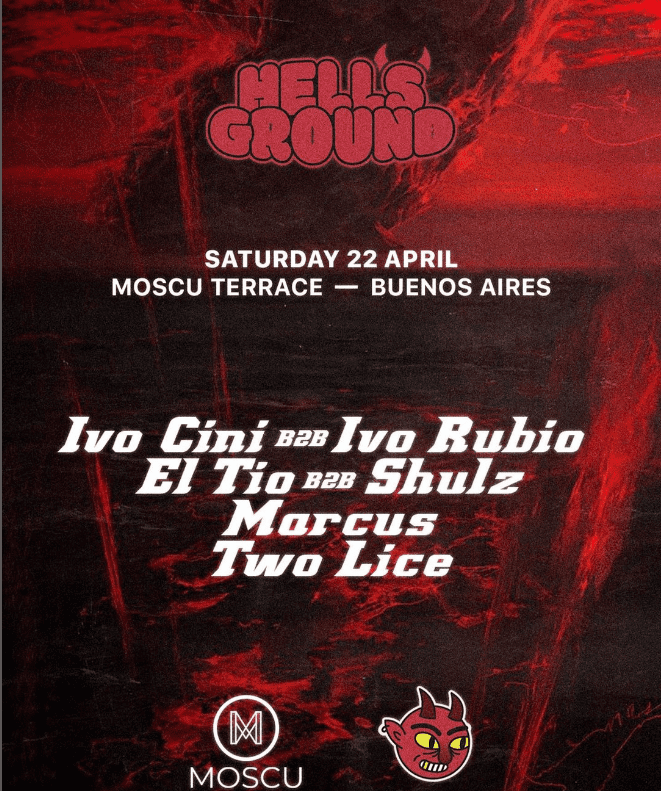 HELL'S
GROUND
SATURDAY 22 APRIL
MOSCU TERRACE — BUENOS AIRES
Ivo Cini B2B Ivo Rubio
El Tio B2B Shulz
Marcus
Two Lice
M
MOSCU